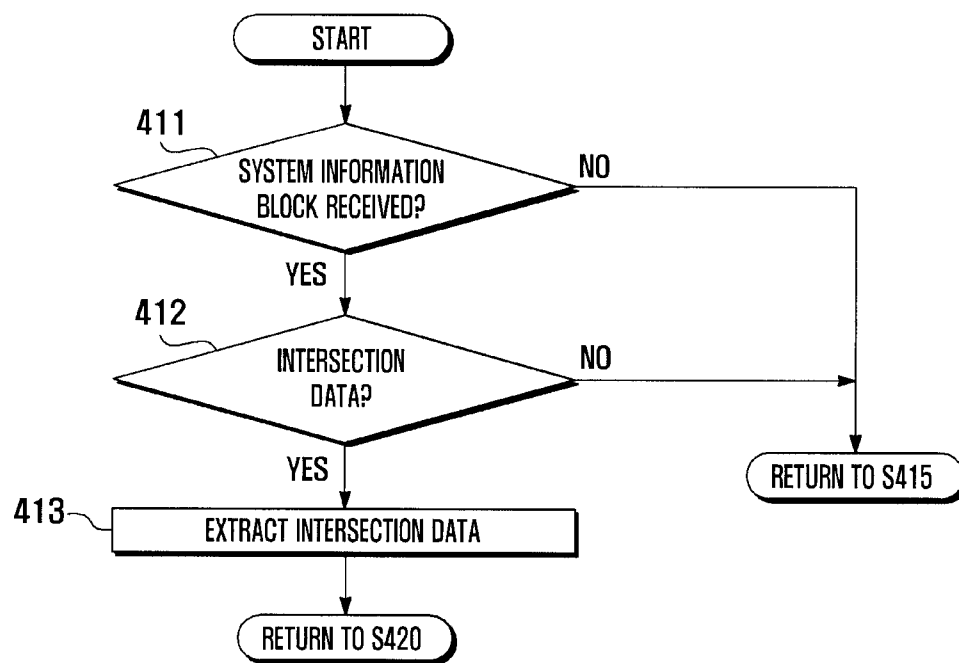 START
411
SYSTEM INFORMATION
BLOCK RECEIVED?
NO
YES
412
INTERSECTION
DATA?
NO
YES
RETURN TO S415
413
EXTRACT INTERSECTION DATA
RETURN TO S420